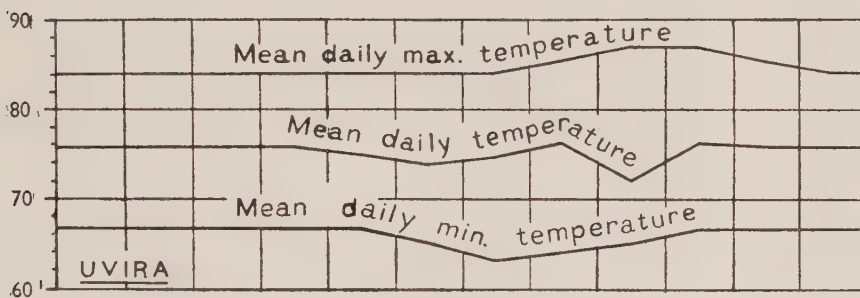 90
Mean daily max. temperature
80
Mean daily temperature
70
Mean daily min. temperature
UVIRA
60